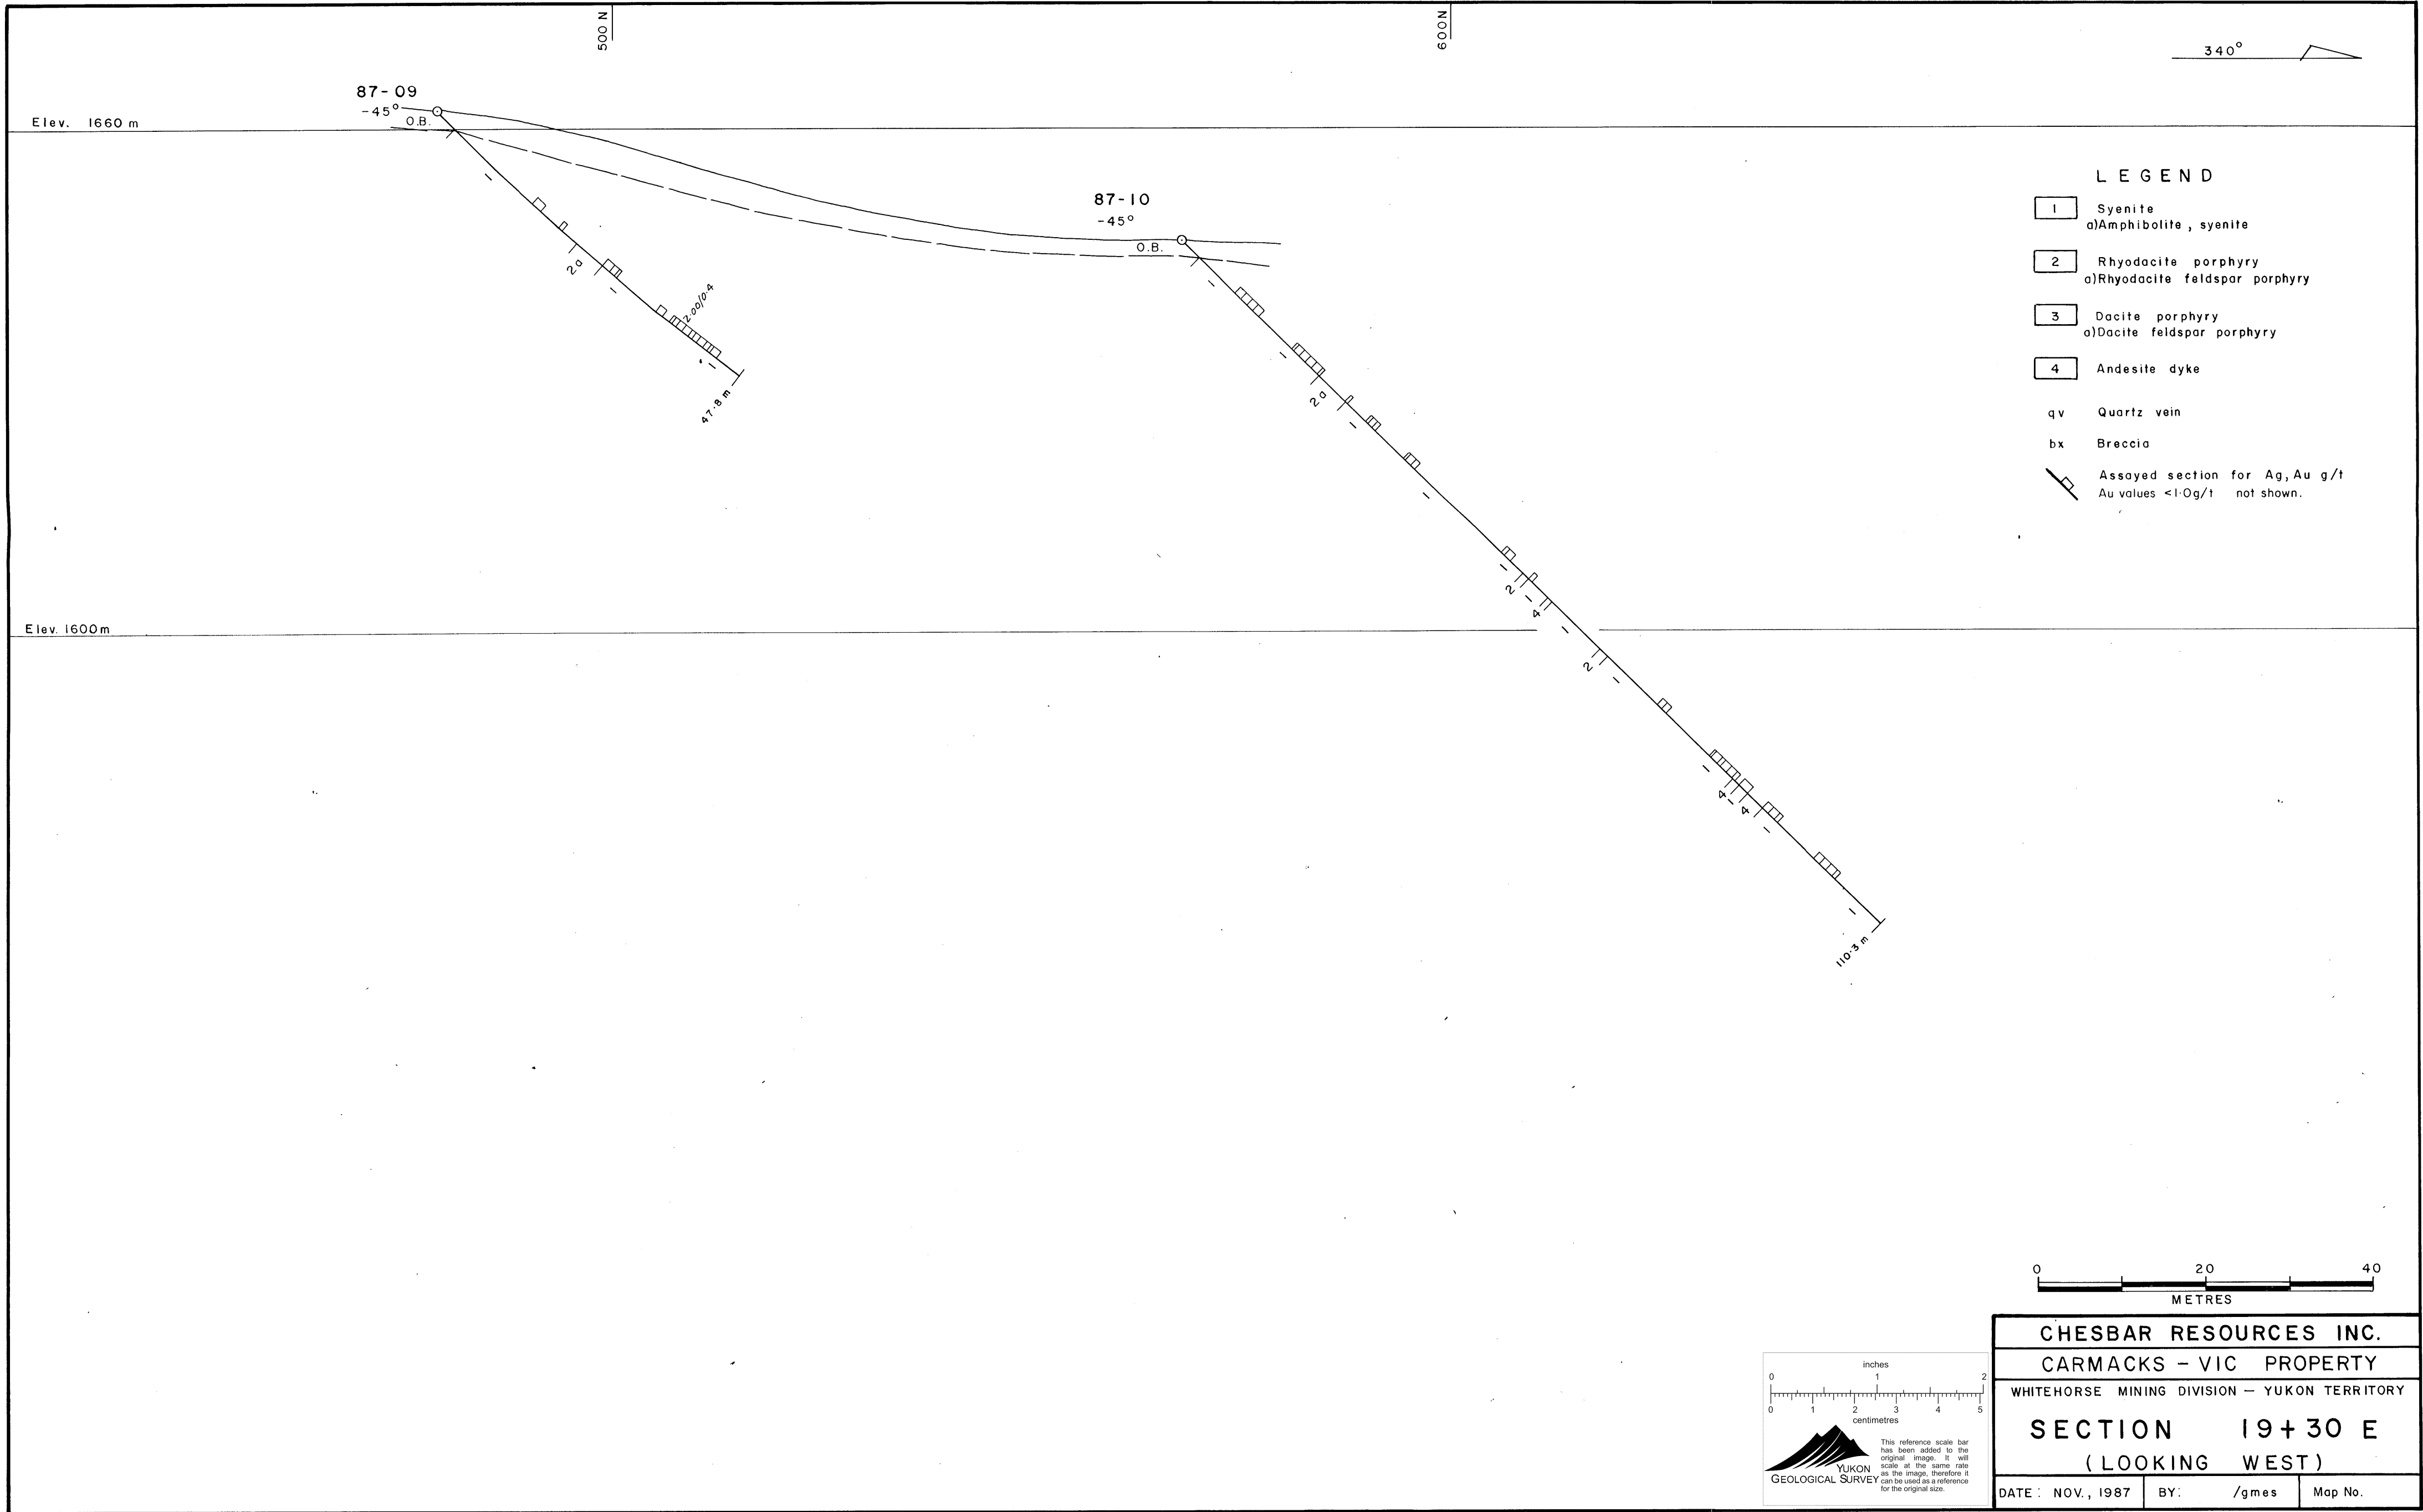 500 N
600 N
340°
87-09
-45°
O.B.
Elev. 1660 m
87-10
-45°
O.B.
2a
2.00/0.4
47.8 m
2a
2
4
2
4
4
110.3 m
Elev. 1600 m
LEGEND
1 Syenite
a) Amphibolite, syenite
2 Rhyodacite porphyry
a) Rhyodacite feldspar porphyry
3 Dacite porphyry
a) Dacite feldspar porphyry
4 Andesite dyke
qv Quartz vein
bx Breccia
Assayed section for Ag, Au g/t
Au values <1.0g/t not shown.
0 20 40
METRES
CHESBAR RESOURCES INC.
CARMACKS - VIC PROPERTY
WHITEHORSE MINING DIVISION — YUKON TERRITORY
SECTION 19+30 E
(LOOKING WEST)
DATE: NOV., 1987 BY: /gmes Map No.
inches
0 1 2
0 1 2 3 4 5
centimetres
YUKON
GEOLOGICAL SURVEY
This reference scale bar
has been added to the
original image. It will
scale at the same rate
as the image, therefore it
can be used as a reference
for the original size.